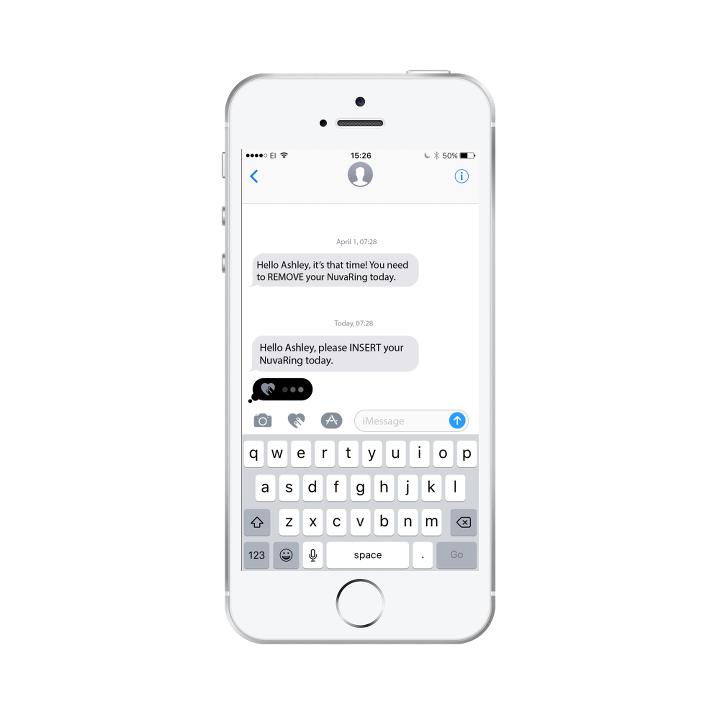 EI
15:26
50%
i
April 1, 07:28
Hello Ashley, it's that time! You need
to REMOVE your NuvaRing today.
Today, 07:28
Hello Ashley, please INSERT your
NuvaRing today.
iMessage
q w e r t y u i o p
a s d f g h j k l
z x c v b n m
123 space . Go